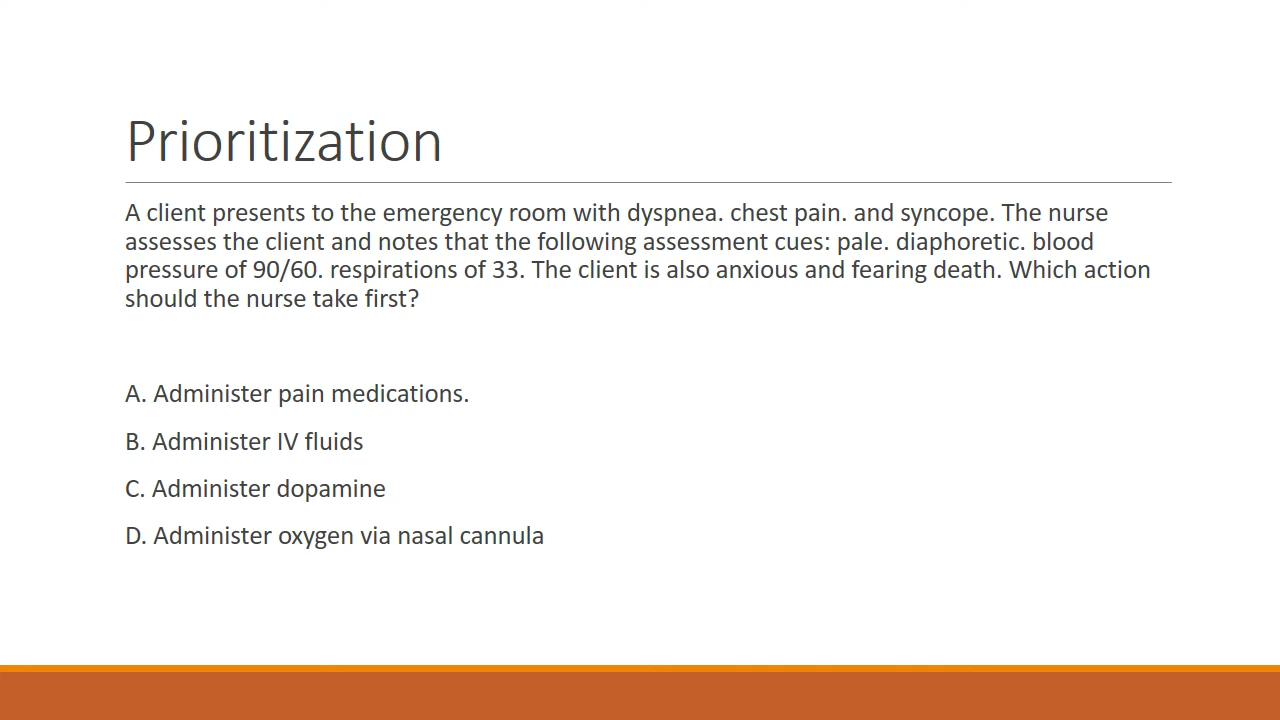 Prioritization
A client presents to the emergency room with dyspnea. chest pain. and syncope. The nurse
assesses the client and notes that the following assessment cues: pale. diaphoretic. blood
pressure of 90/60. respirations of 33. The client is also anxious and fearing death. Which action
should the nurse take first?
A. Administer pain medications.
B. Administer IV fluids
C. Administer dopamine
D. Administer oxygen via nasal cannula